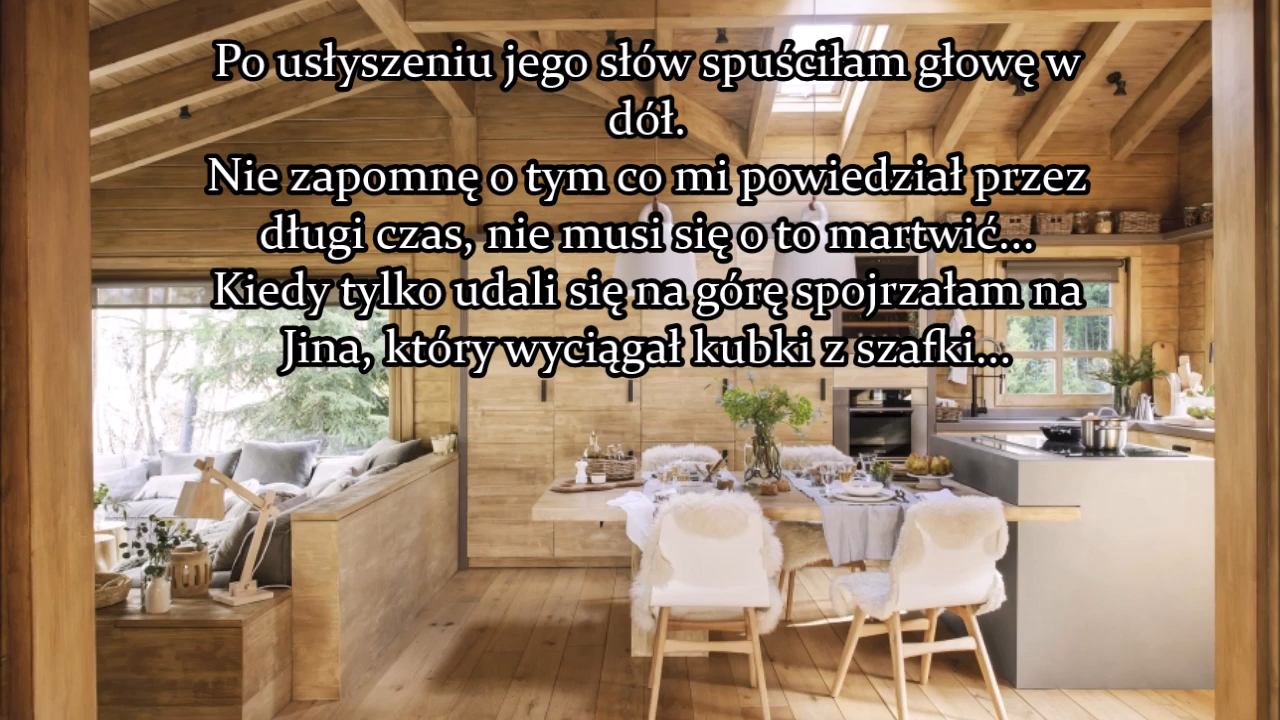 Po usłyszeniu jego słów spuściłam głowę w
dół.
Nie zapomnę o tym co mi powiedział przez
długi czas, nie musi się o to martwić...
Kiedy tylko udali się na górę spojrzałam na
Jina, który wyciągał kubki z szafki...